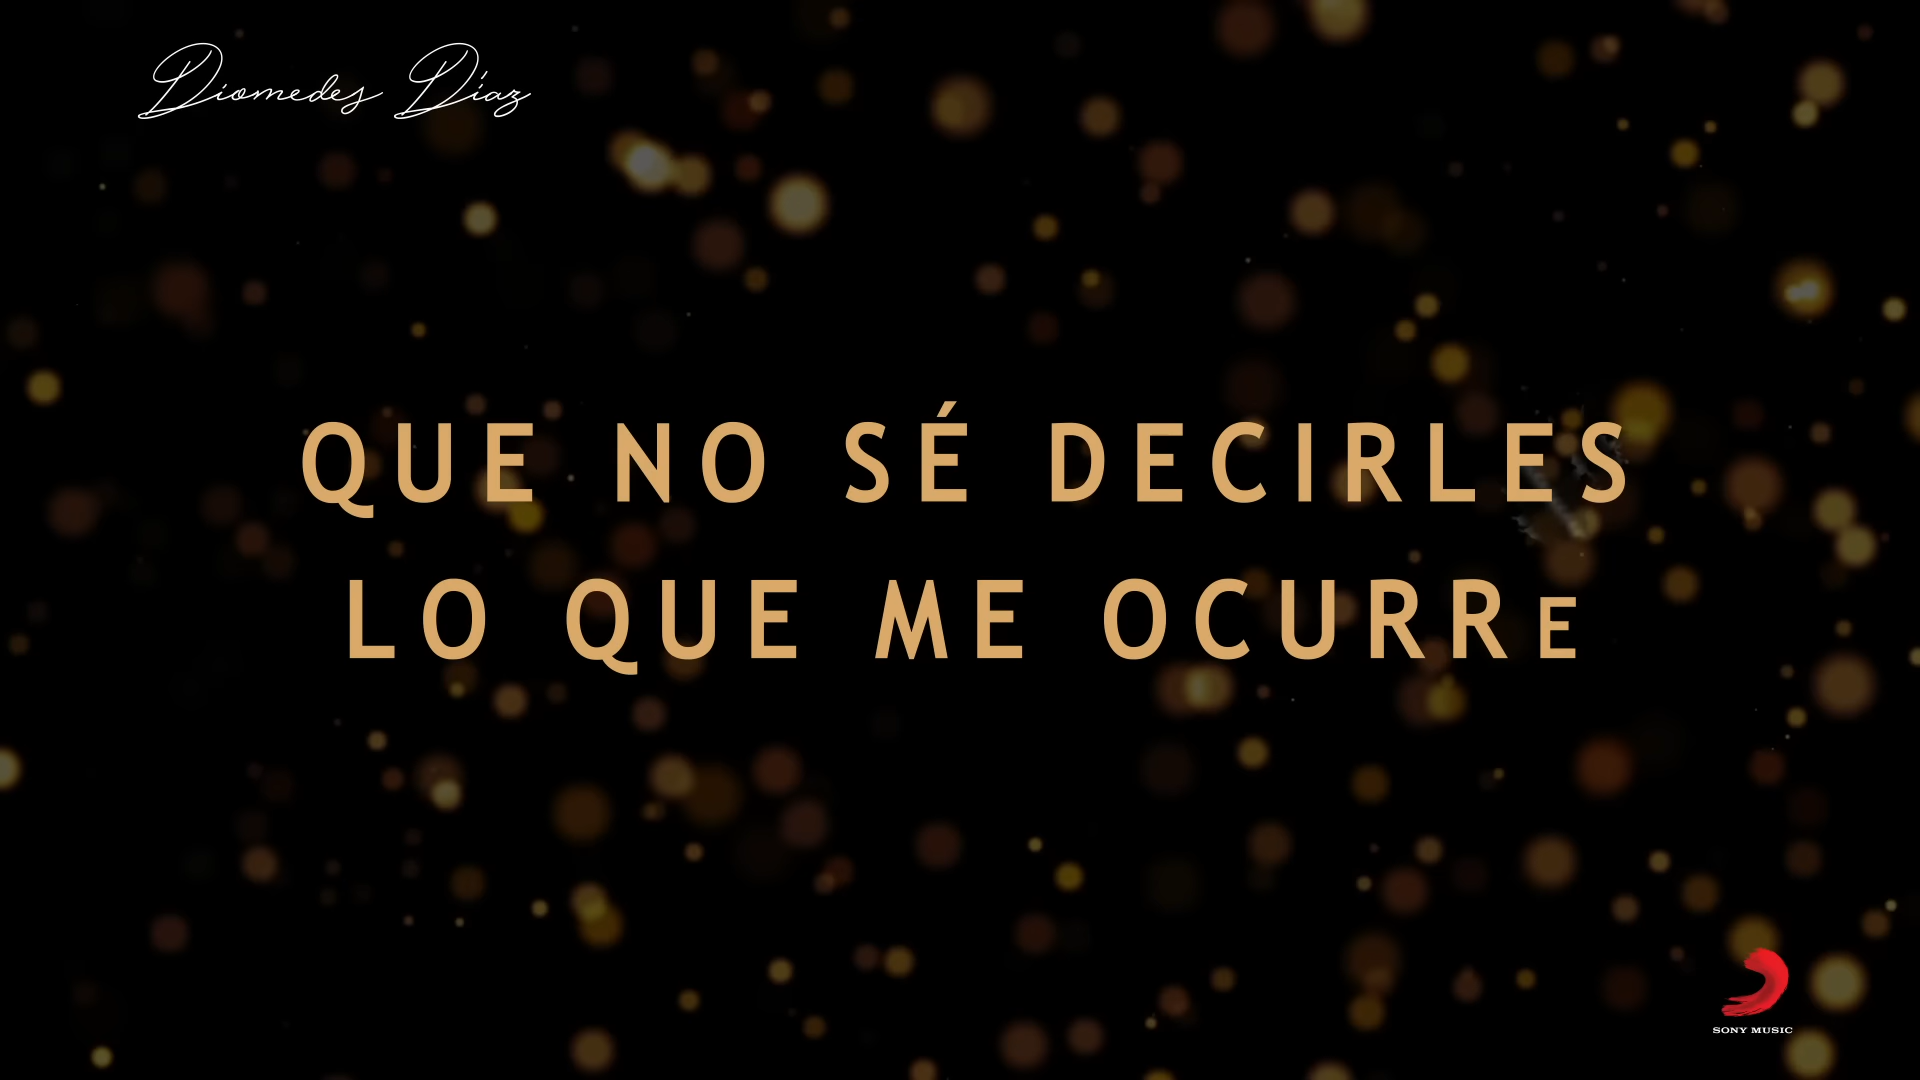 Diomedes Díaz
QUE NO SÉ DECIRLES
LO QUE ME OCURRE
SONY MUSIC